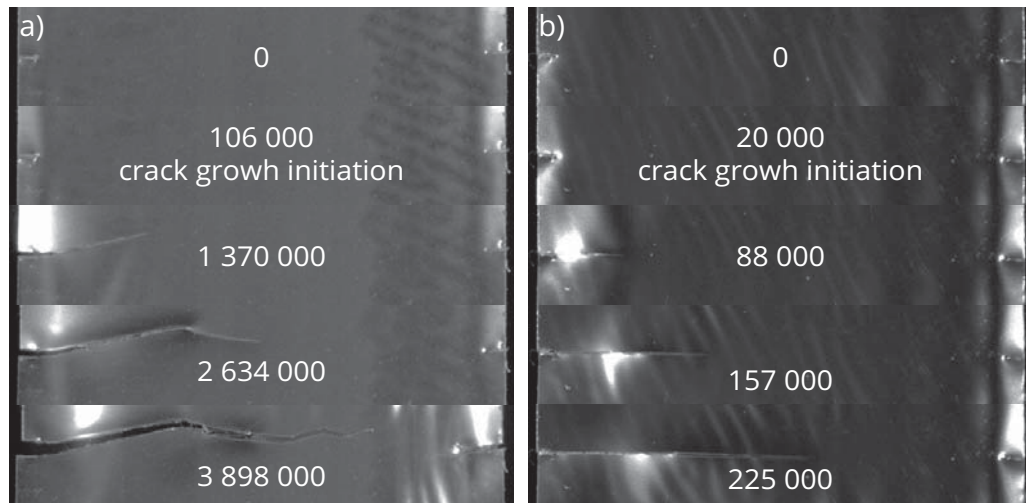 a)
0
106 000
crack growh initiation
1 370 000
2 634 000
3 898 000
b)
0
20 000
crack growh initiation
88 000
157 000
225 000